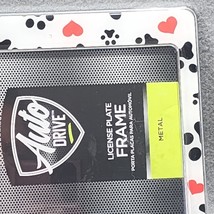 Auto
DRIVE
LICENSE PLATE
FRAME
PORTA PLACAS PARA AUTOMÓVIL
METAL